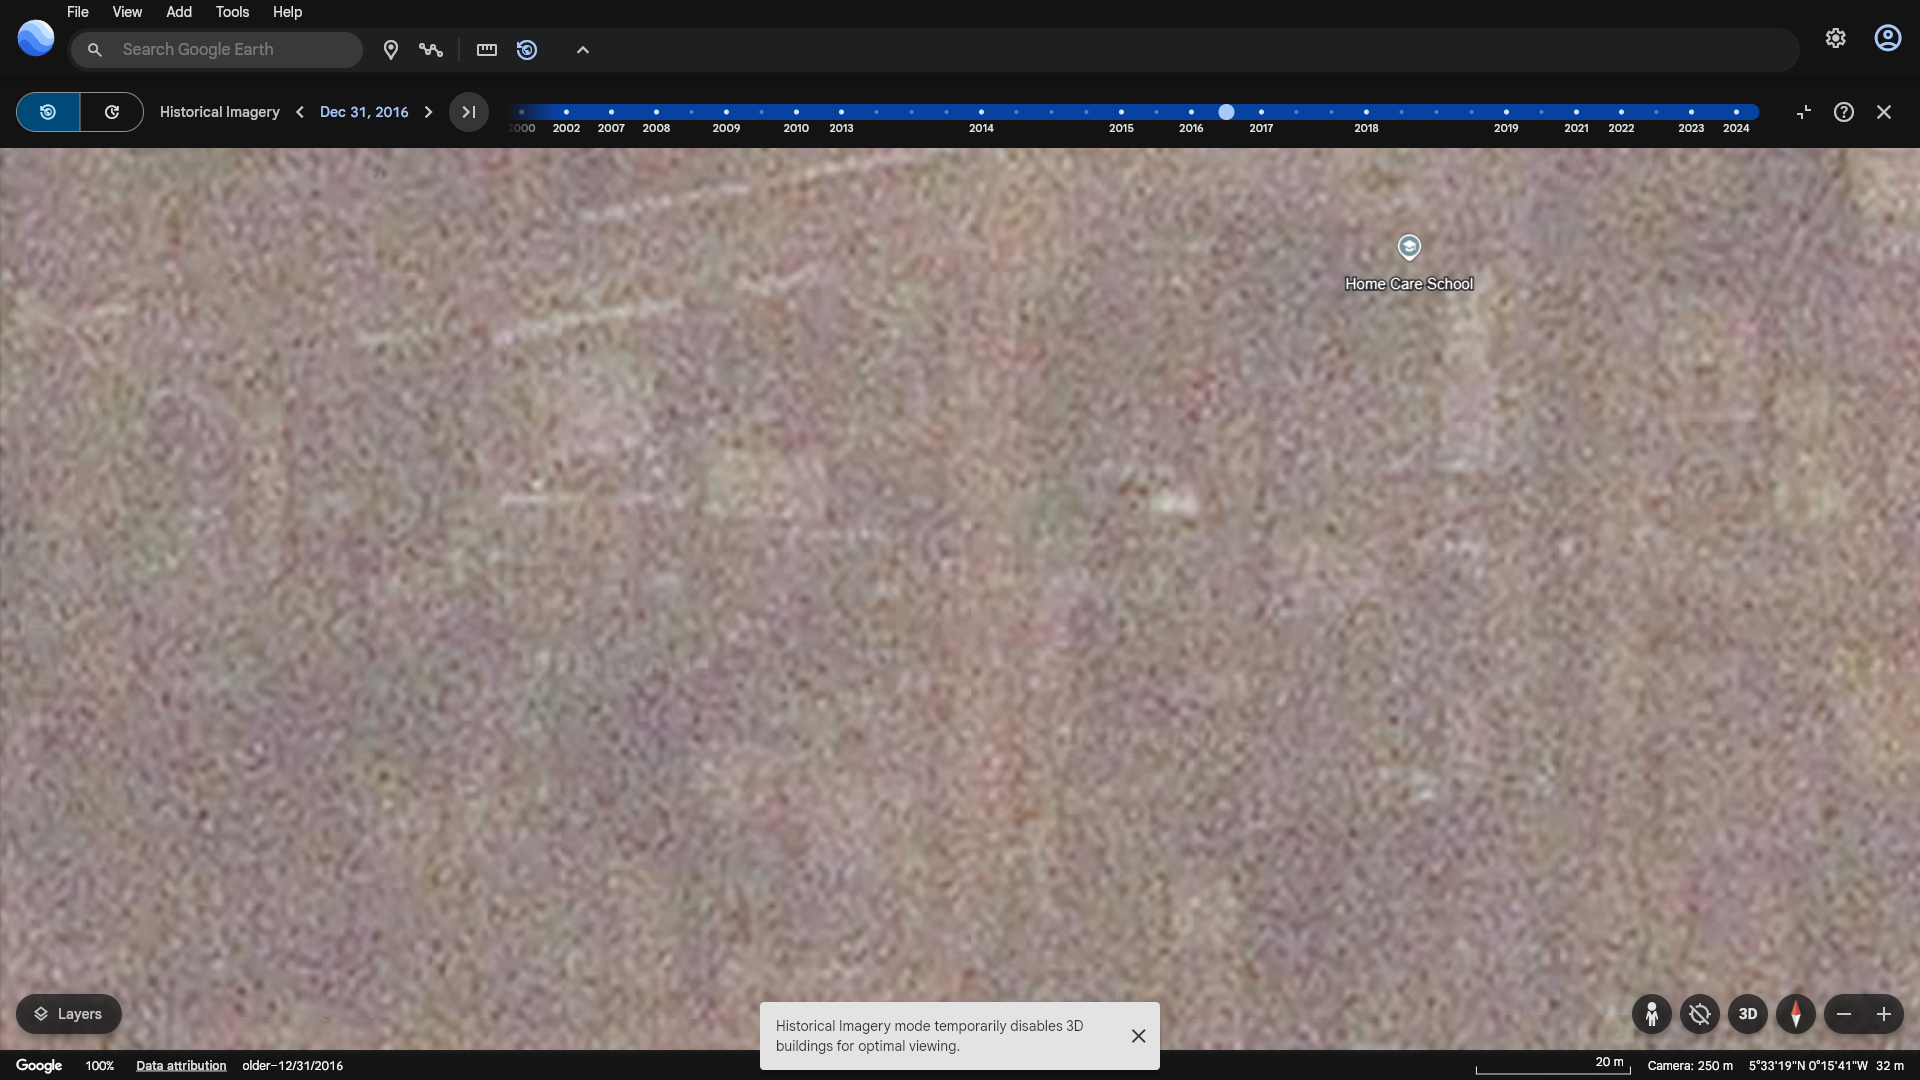 File View Add Tools Help
Search Google Earth
Historical Imagery Dec 31, 2016
2000 2002 2007 2008 2009 2010 2013 2014 2015 2016 2017 2018 2019 2021 2022 2023 2024
Home Care School
Layers
Historical Imagery mode temporarily disables 3D
buildings for optimal viewing.
3D
Google 100% Data attribution older–12/31/2016 20 m Camera: 250 m 5°33'19"N 0°15'41"W 32 m